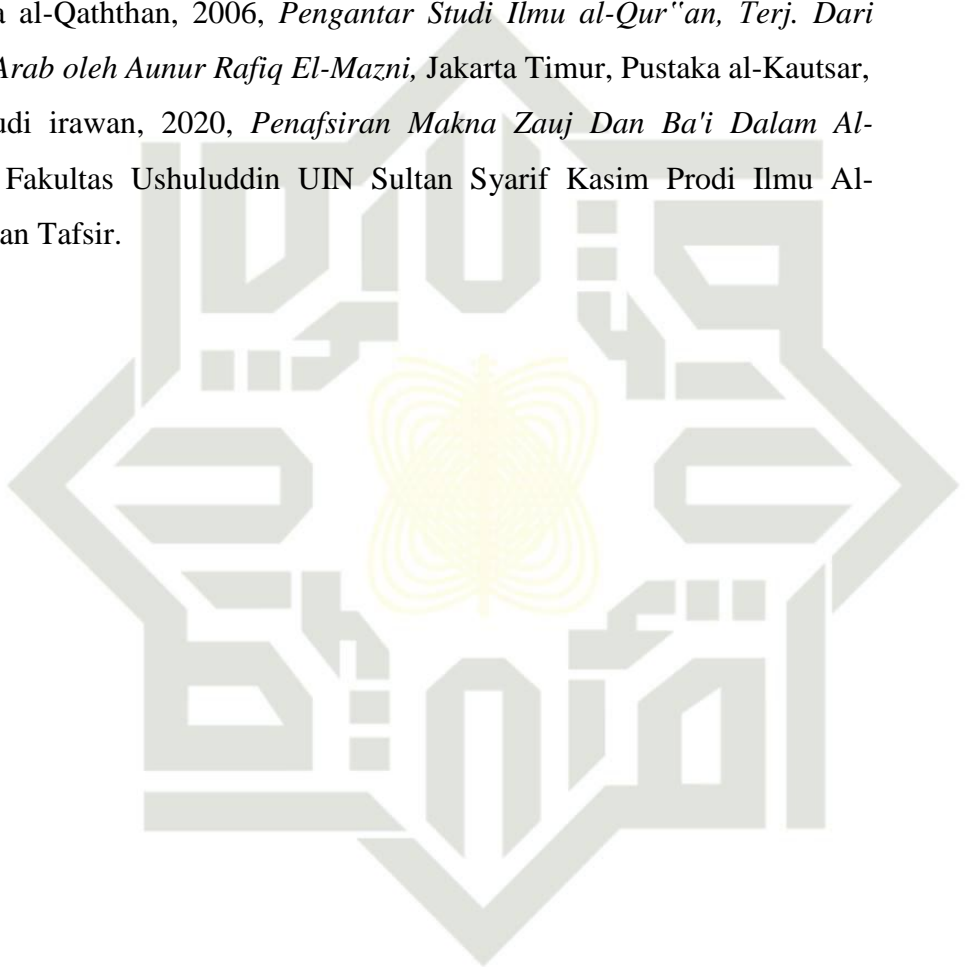 a al-Qaththan, 2006, Pengantar Studi Ilmu al-Qur‟an, Terj. Dari
Arab oleh Aunur Rafiq El-Mazni, Jakarta Timur, Pustaka al-Kautsar,
udi irawan, 2020, Penafsiran Makna Zauj Dan Ba'i Dalam Al-
Fakultas Ushuluddin UIN Sultan Syarif Kasim Prodi Ilmu Al-
an Tafsir.